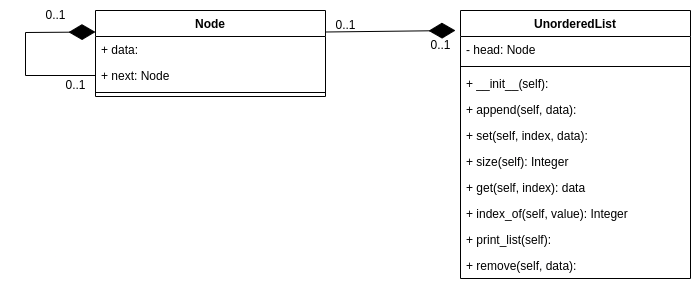 0..1
Node
+ data:
+ next: Node
0..1
0..1
0..1
UnorderedList
- head: Node
+ __init__(self):
+ append(self, data):
+ set(self, index, data):
+ size(self): Integer
+ get(self, index): data
+ index_of(self, value): Integer
+ print_list(self):
+ remove(self, data):